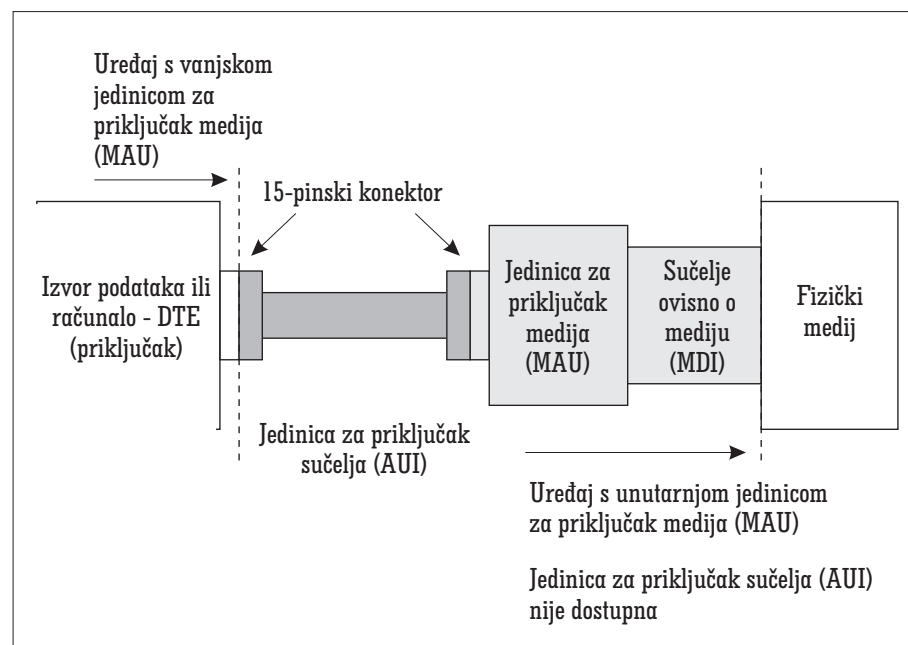 Uređaj s vanjskom
jedinicom za
priključak medija
(MAU)
15-pinski konektor
Izvor podataka ili
računalo - DTE
(priključak)
Jedinica za
priključak
medija
(MAU)
Sučelje
ovisno o
mediju
(MDI)
Fizički
medij
Jedinica za priključak
sučelja (AUI)
Uređaj s unutarnjom jedinicom
za priključak medija (MAU)
Jedinica za priključak sučelja (AUI)
nije dostupna